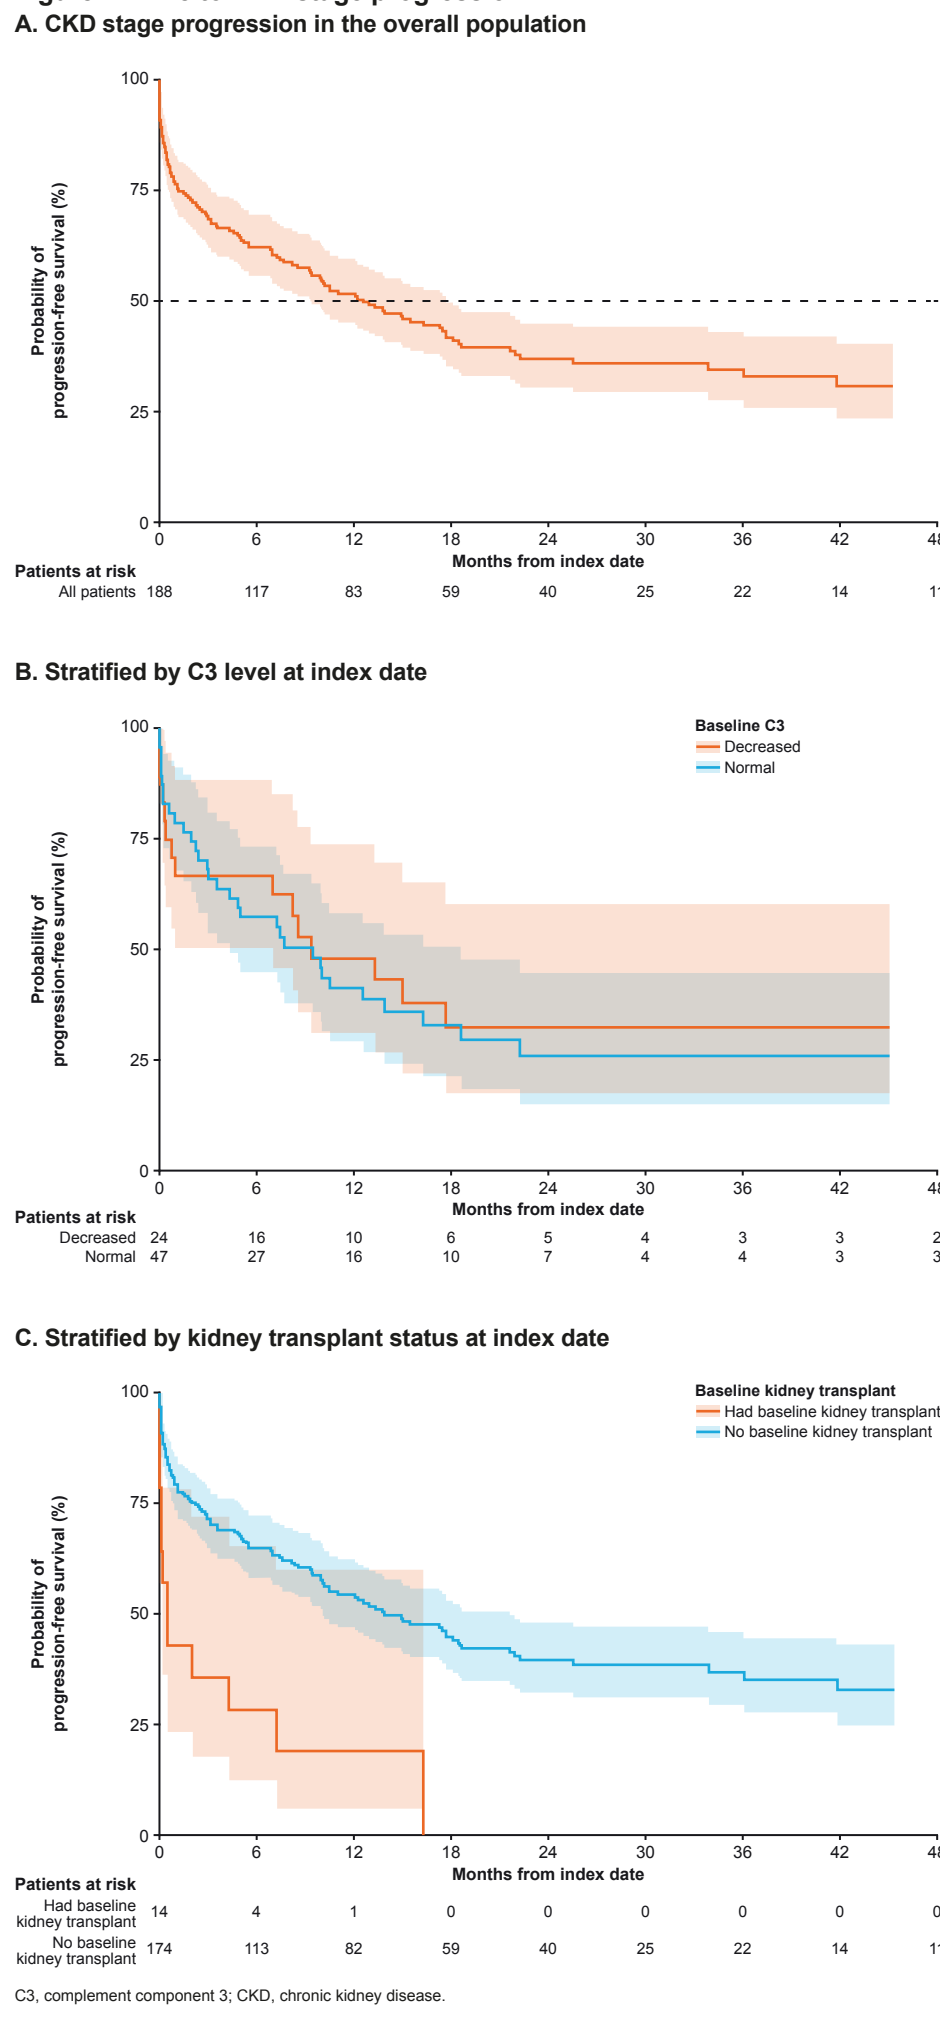 A. CKD stage progression in the overall population
100
75
50
25
0
Probability of
progression-free survival (%)
0 6 12 18 24 30 36 42
Months from index date
Patients at risk
All patients 188 117 83 59 40 25 22 14
B. Stratified by C3 level at index date
Baseline C3
Decreased
Normal
100
75
50
25
0
Probability of
progression-free survival (%)
0 6 12 18 24 30 36 42
Months from index date
Patients at risk
Decreased 24 16 10 6 5 4 3 3 2
Normal 47 27 16 10 7 4 4 3 3
C. Stratified by kidney transplant status at index date
Baseline kidney transplant
Had baseline kidney transplant
No baseline kidney transplant
100
75
50
25
0
Probability of
progression-free survival (%)
0 6 12 18 24 30 36 42
Months from index date
Patients at risk
Had baseline
kidney transplant 14 4 1 0 0 0 0 0 0
No baseline
kidney transplant 174 113 82 59 40 25 22 14
C3, complement component 3; CKD, chronic kidney disease.